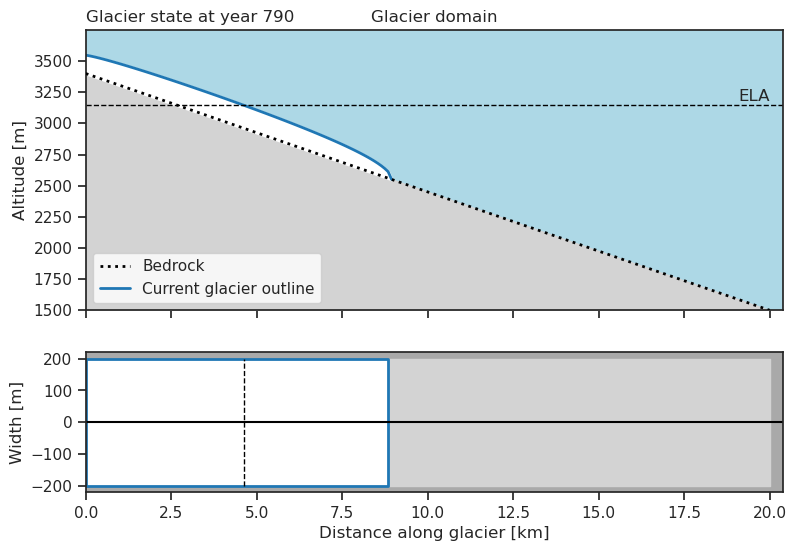 Glacier state at year 790
Glacier domain
Altitude [m]
3500
3250
3000
2750
2500
2250
2000
1750
1500
ELA
Bedrock
Current glacier outline
Width [m]
200
100
0
−100
−200
0.0 2.5 5.0 7.5 10.0 12.5 15.0 17.5 20.0
Distance along glacier [km]